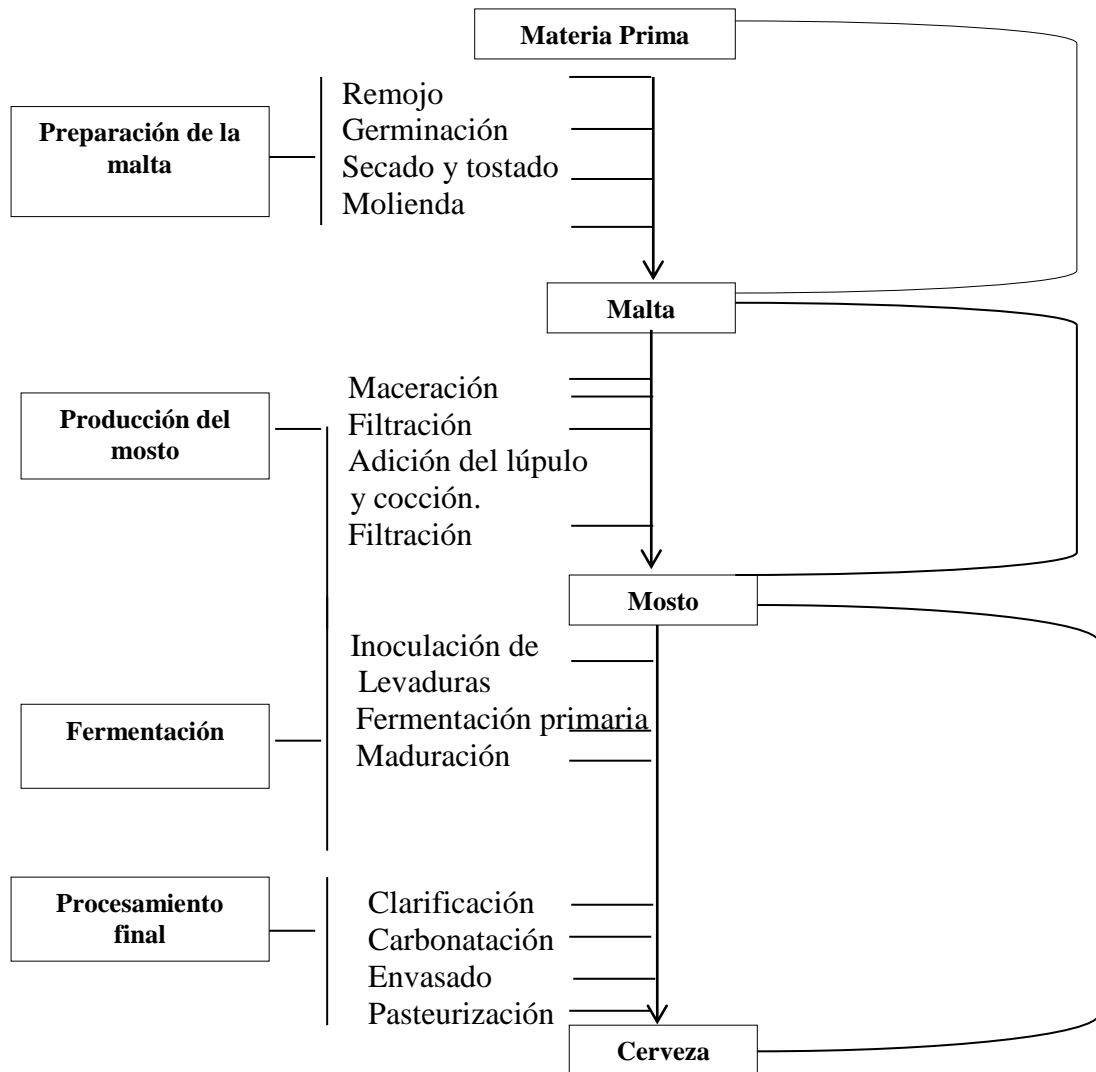 Materia Prima
Preparación de la
malta
Remojo
Germinación
Secado y tostado
Molienda
Malta
Producción del
mosto
Maceración
Filtración
Adición del lúpulo
y cocción.
Filtración
Mosto
Fermentación
Inoculación de
Levaduras
Fermentación primaria
Maduración
Procesamiento
final
Clarificación
Carbonatación
Envasado
Pasteurización
Cerveza